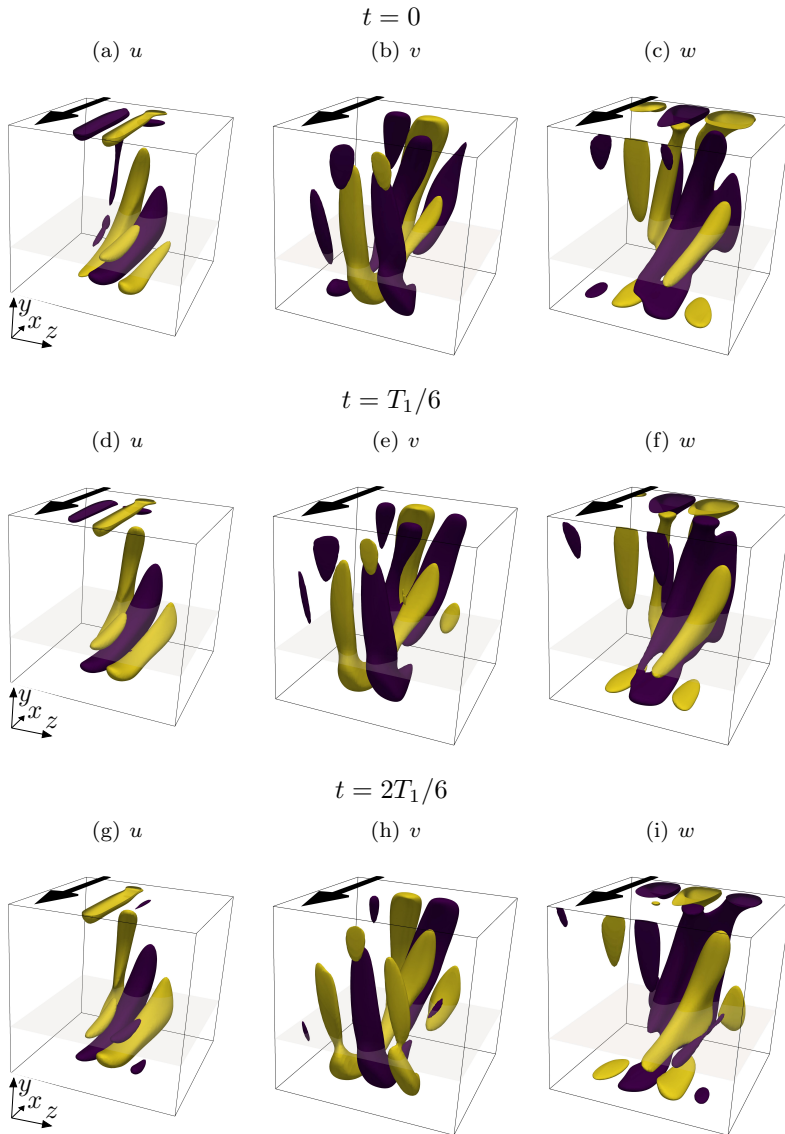 t = 0
(a) u (b) v (c) w
y
x
z
t = T₁/6
(d) u (e) v (f) w
y
x
z
t = 2T₁/6
(g) u (h) v (i) w
y
x
z